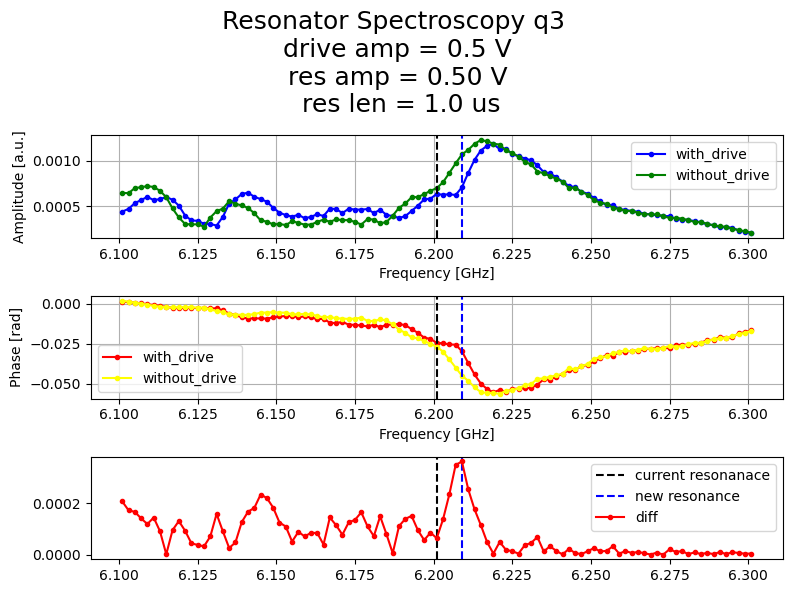 Resonator Spectroscopy q3
drive amp = 0.5 V
res amp = 0.50 V
res len = 1.0 us
Amplitude [a.u.]
0.0010
0.0005
with_drive
without_drive
6.100 6.125 6.150 6.175 6.200 6.225 6.250 6.275 6.300
Frequency [GHz]
Phase [rad]
0.000
−0.025
−0.050
with_drive
without_drive
6.100 6.125 6.150 6.175 6.200 6.225 6.250 6.275 6.300
Frequency [GHz]
0.0002
0.0000
current resonanace
new resonance
diff
6.100 6.125 6.150 6.175 6.200 6.225 6.250 6.275 6.300